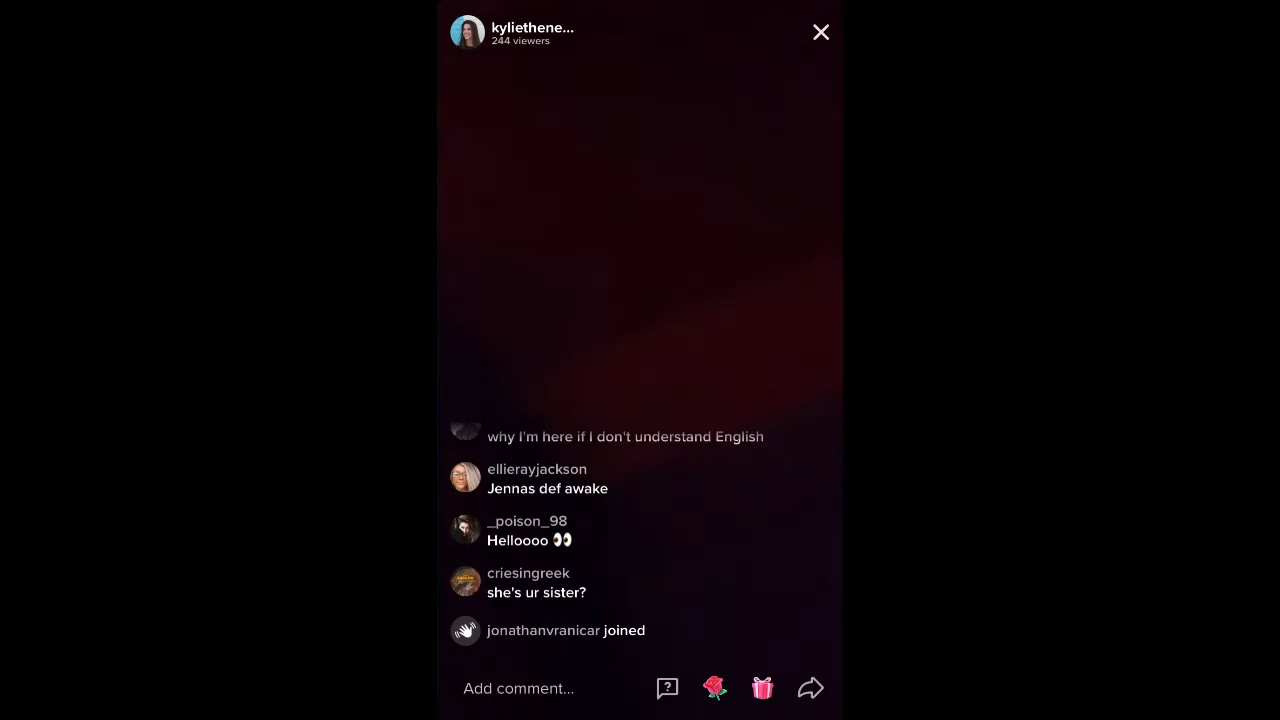 kyliethene...
244 viewers
why I'm here if I don't understand English
ellierayjackson
Jennas def awake
_poison_98
Helloooo 👀
criesingreek
she's ur sister?
jonathanvranicar joined
Add comment...